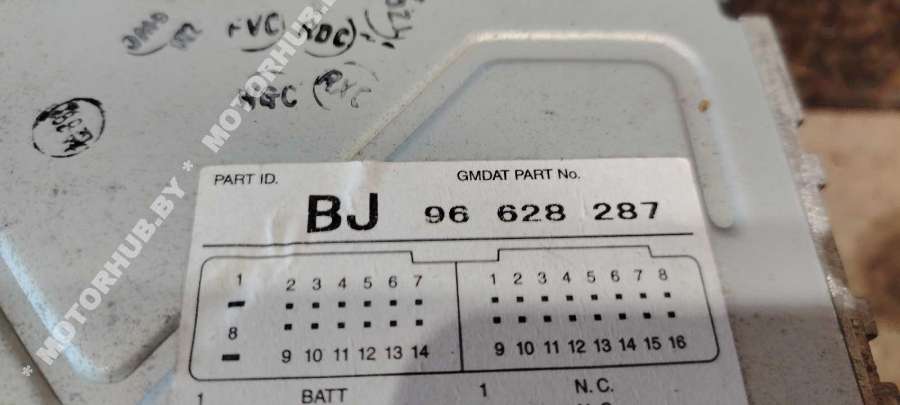 FVC
GC
PART ID.
GMDAT PART No.
BJ 96 628 287
1 2 3 4 5 6 7 1 2 3 4 5 6 7 8
8 9 10 11 12 13 14 9 10 11 12 13 14 15 16
1 BATT 1 N.C.
* MOTORHUB.BY * MOTORHUB